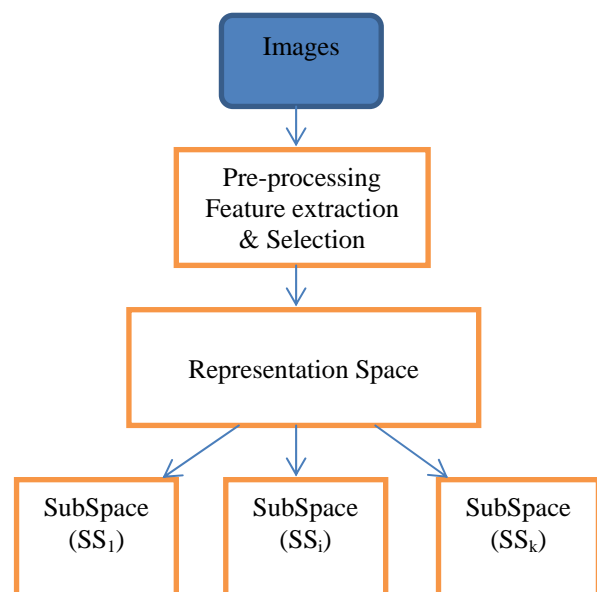 Images
Pre-processing
Feature extraction
& Selection
Representation Space
SubSpace
(SS₁)
SubSpace
(SSᵢ)
SubSpace
(SSₖ)